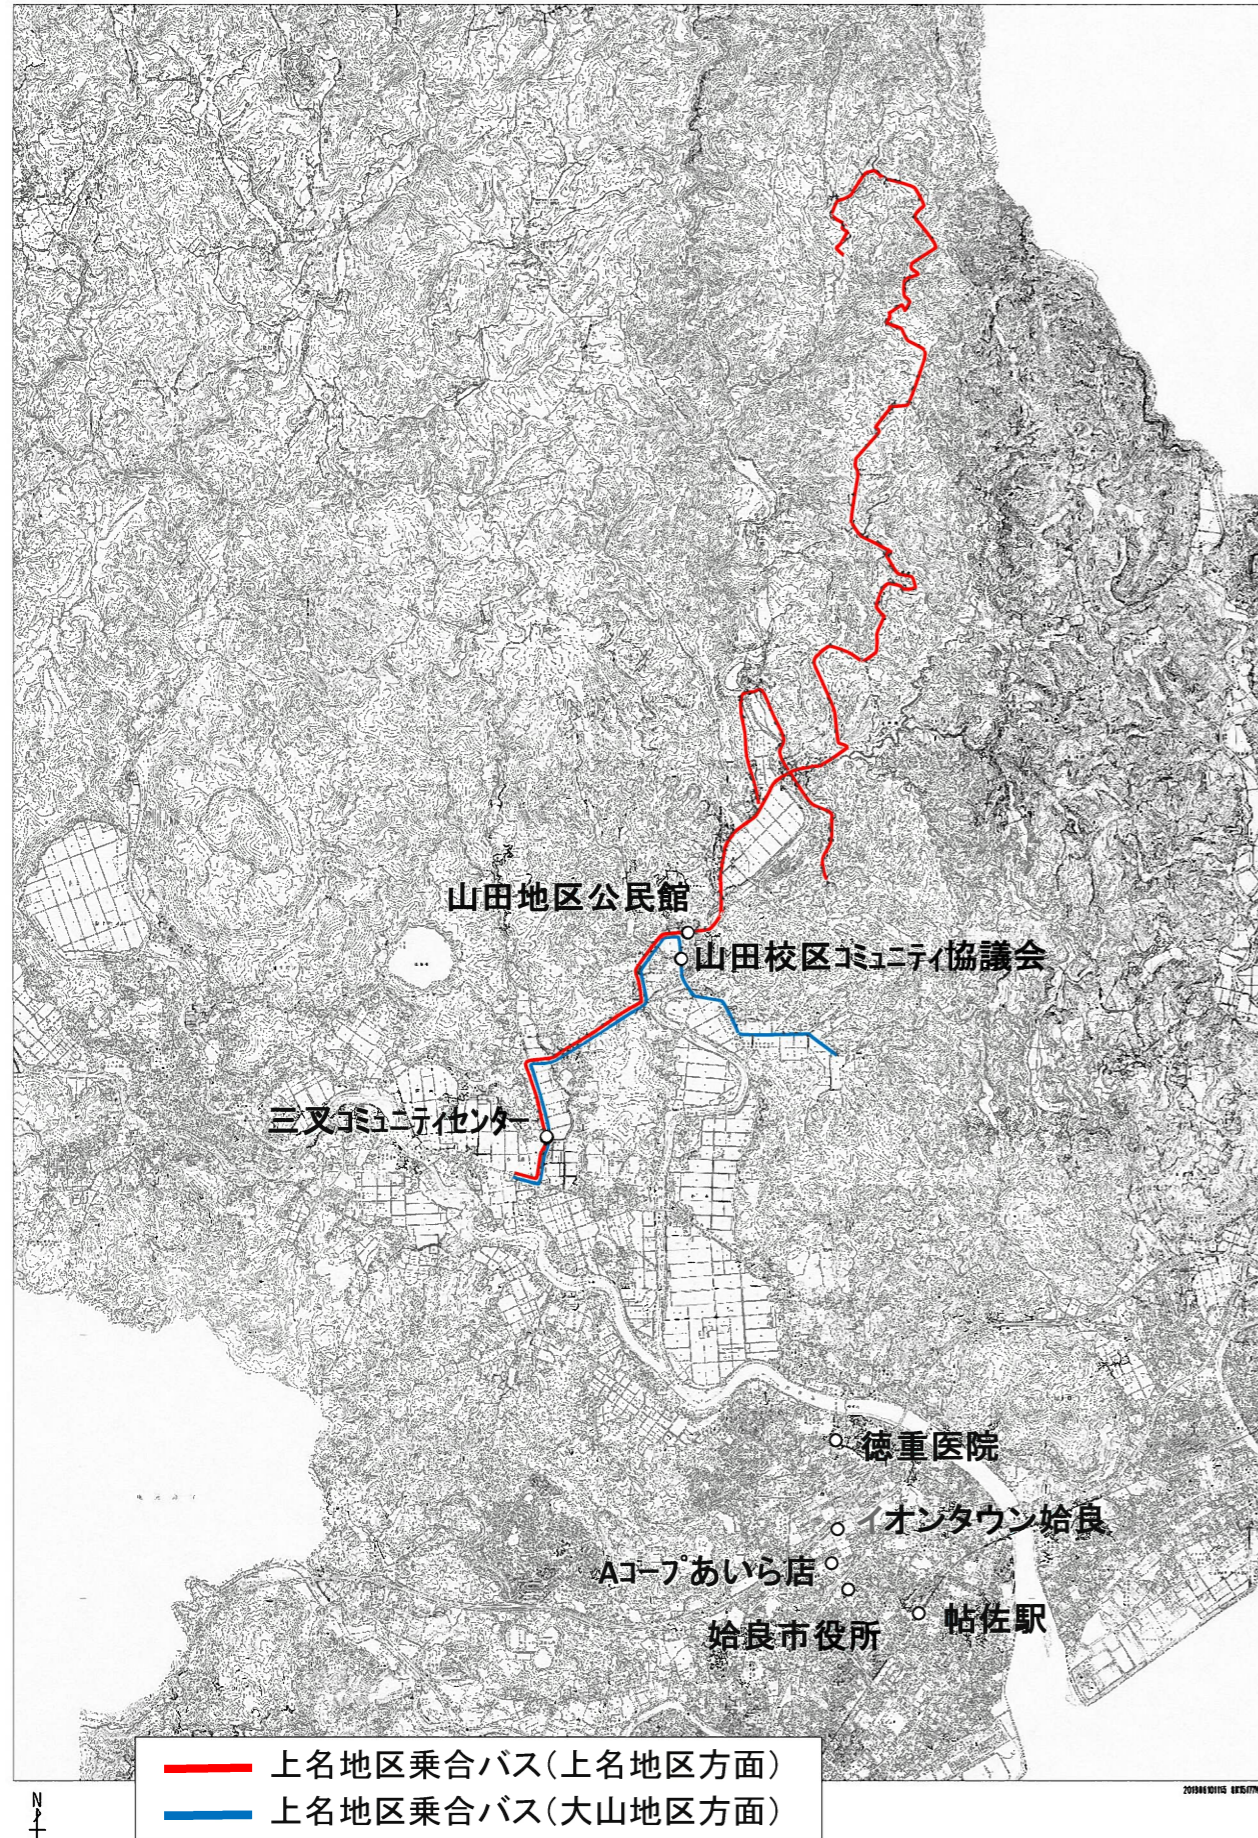 山田地区公民館
山田校区コミュニティ協議会
三叉コミュニティセンター
徳重医院
イオンタウン姶良
Aコープあいら店
姶良市役所
帖佐駅
上名地区乗合バス(上名地区方面)
上名地区乗合バス(大山地区方面)
N